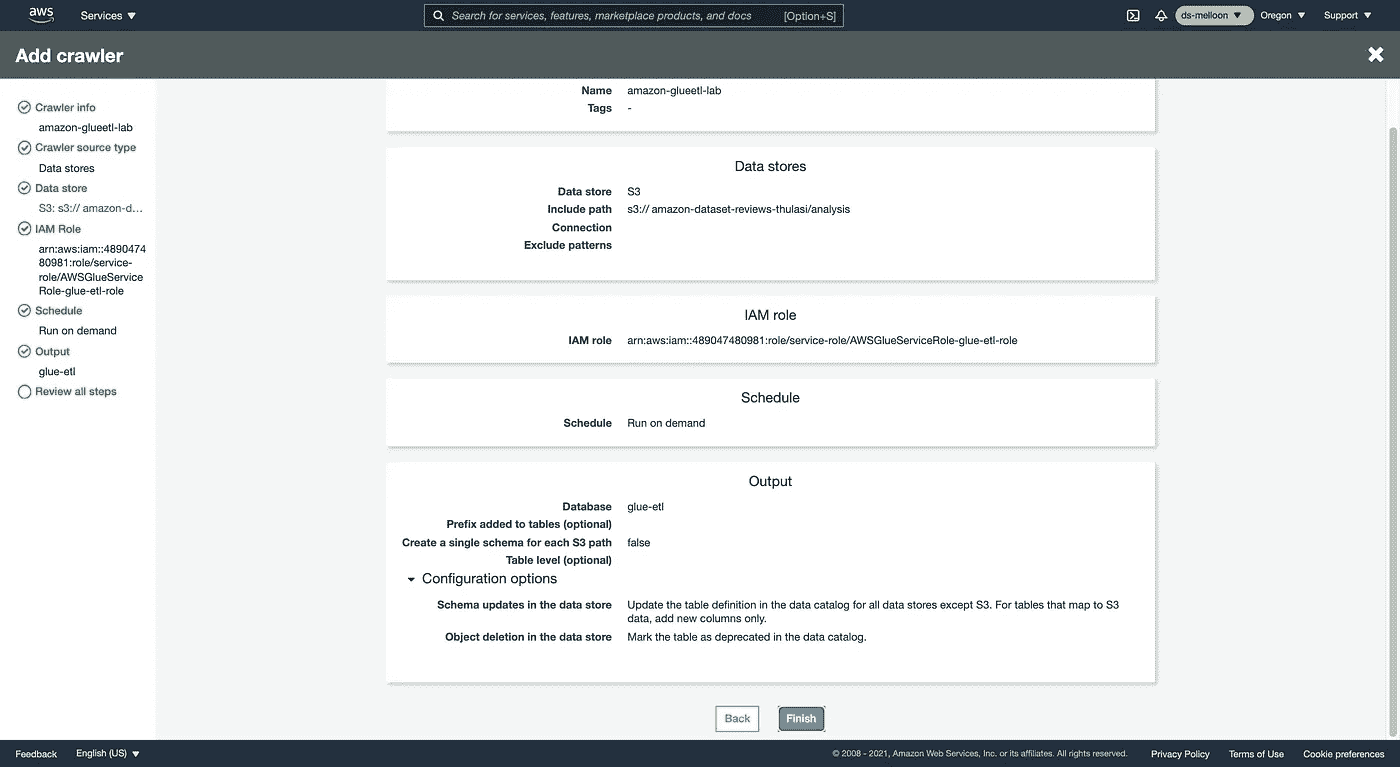 aws
Services ▼
Search for services, features, marketplace products, and docs [Option+S]
ds-melloon ▼
Oregon ▼
Support ▼
Add crawler
Crawler info
amazon-glueetl-lab
Crawler source type
Data stores
Data store
S3: s3:// amazon-d...
IAM Role
arn:aws:iam::4890474
80981:role/service-
role/AWSGlueService
Role-glue-etl-role
Schedule
Run on demand
Output
glue-etl
Review all steps
Name amazon-glueetl-lab
Tags -
Data stores
Data store S3
Include path s3:// amazon-dataset-reviews-thulasi/analysis
Connection
Exclude patterns
IAM role
IAM role arn:aws:iam::489047480981:role/service-role/AWSGlueServiceRole-glue-etl-role
Schedule
Schedule Run on demand
Output
Database glue-etl
Prefix added to tables (optional)
Create a single schema for each S3 path false
Table level (optional)
Configuration options
Schema updates in the data store Update the table definition in the data catalog for all data stores except S3. For tables that map to S3
data, add new columns only.
Object deletion in the data store Mark the table as deprecated in the data catalog.
Back
Finish
Feedback
English (US) ▼
© 2008 - 2021, Amazon Web Services, Inc. or its affiliates. All rights reserved.
Privacy Policy
Terms of Use
Cookie preferences